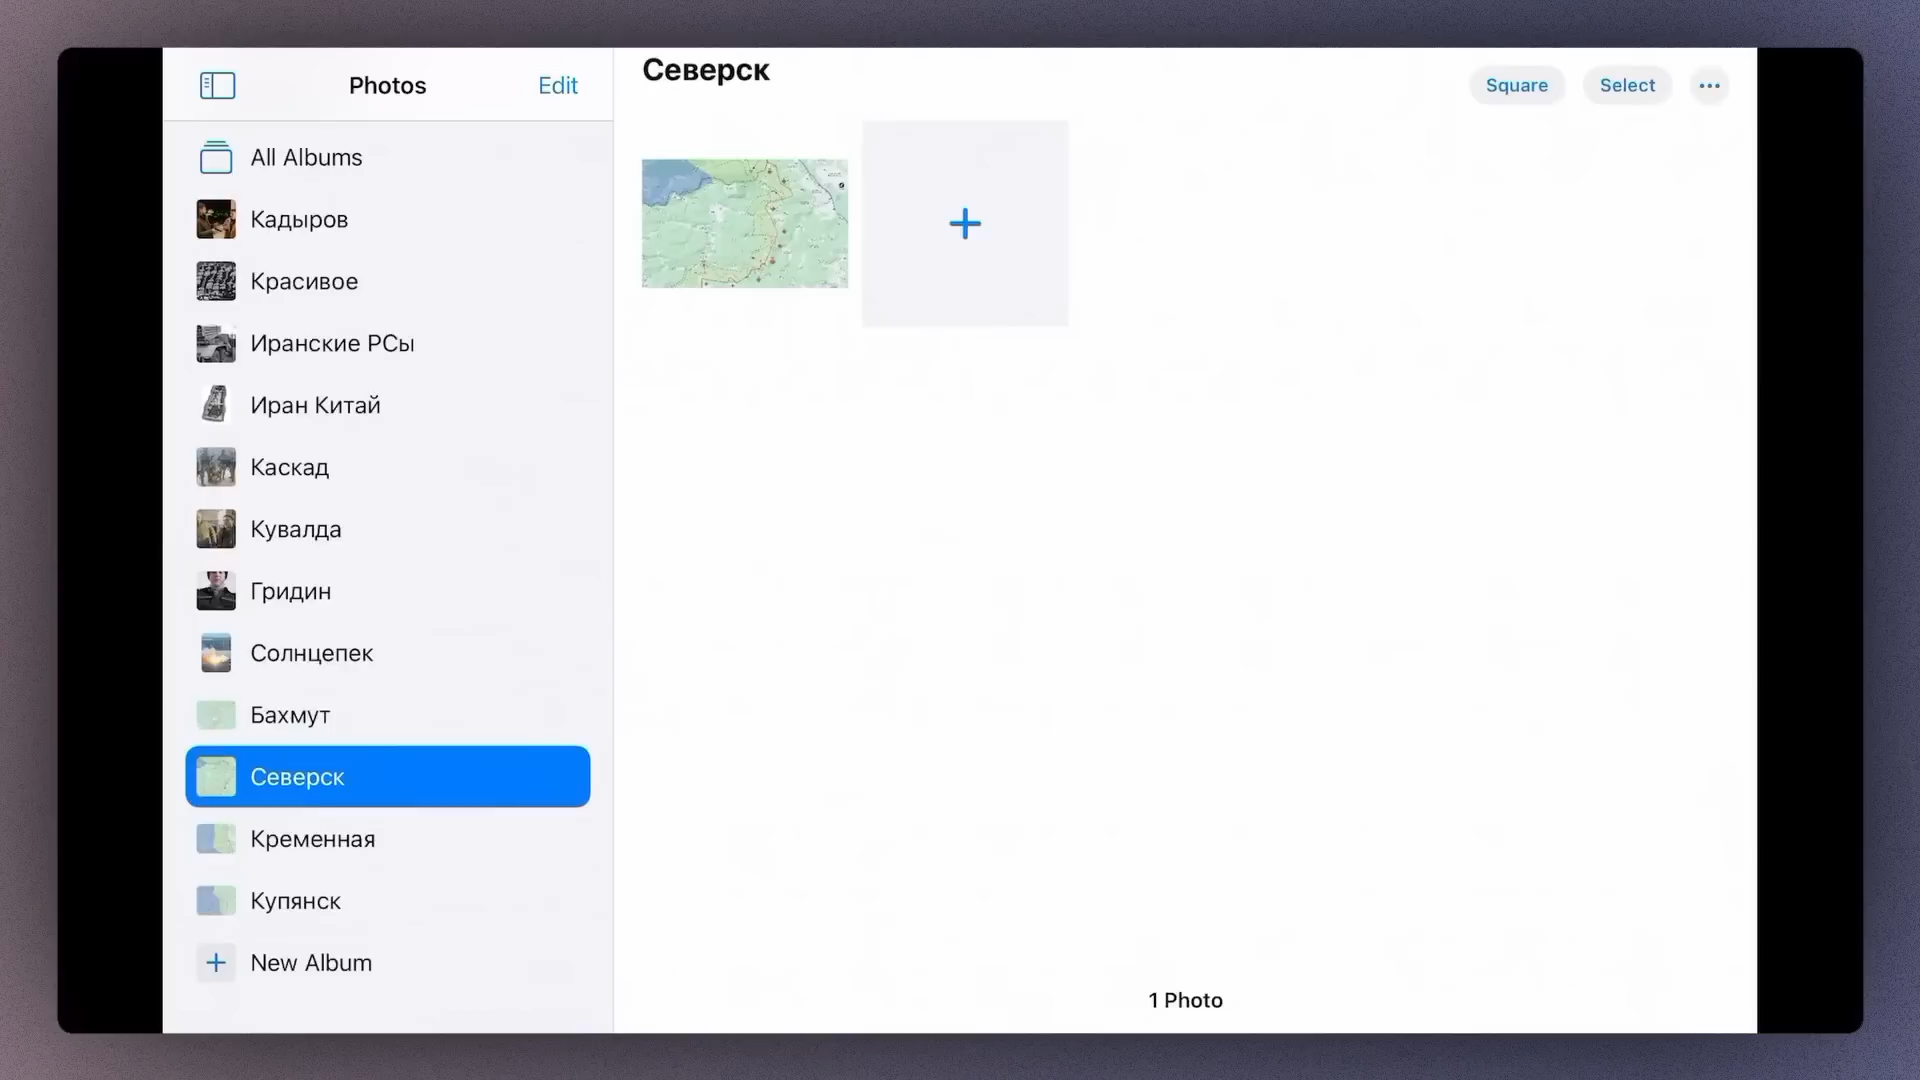 Photos
Edit
All Albums
Кадыров
Красивое
Иранские РСы
Иран Китай
Каскад
Кувалда
Гридин
Солнцепек
Бахмут
Северск
Кременная
Купянск
New Album
Северск
Square
Select
1 Photo